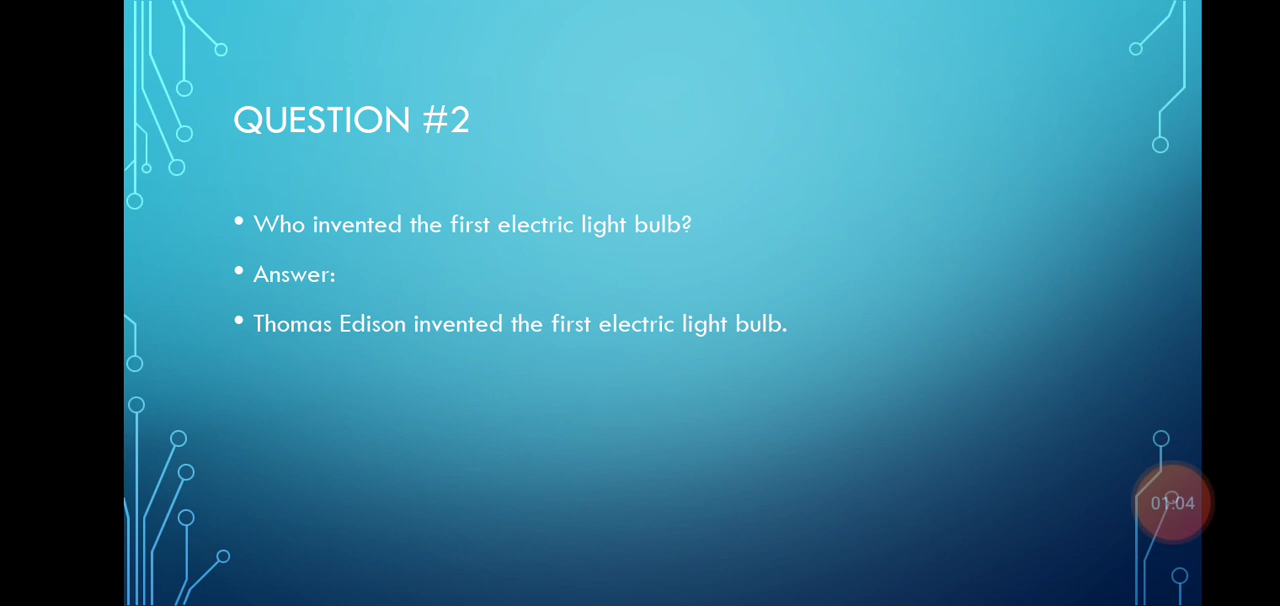 QUESTION #2
• Who invented the first electric light bulb?
• Answer:
• Thomas Edison invented the first electric light bulb.
01:04